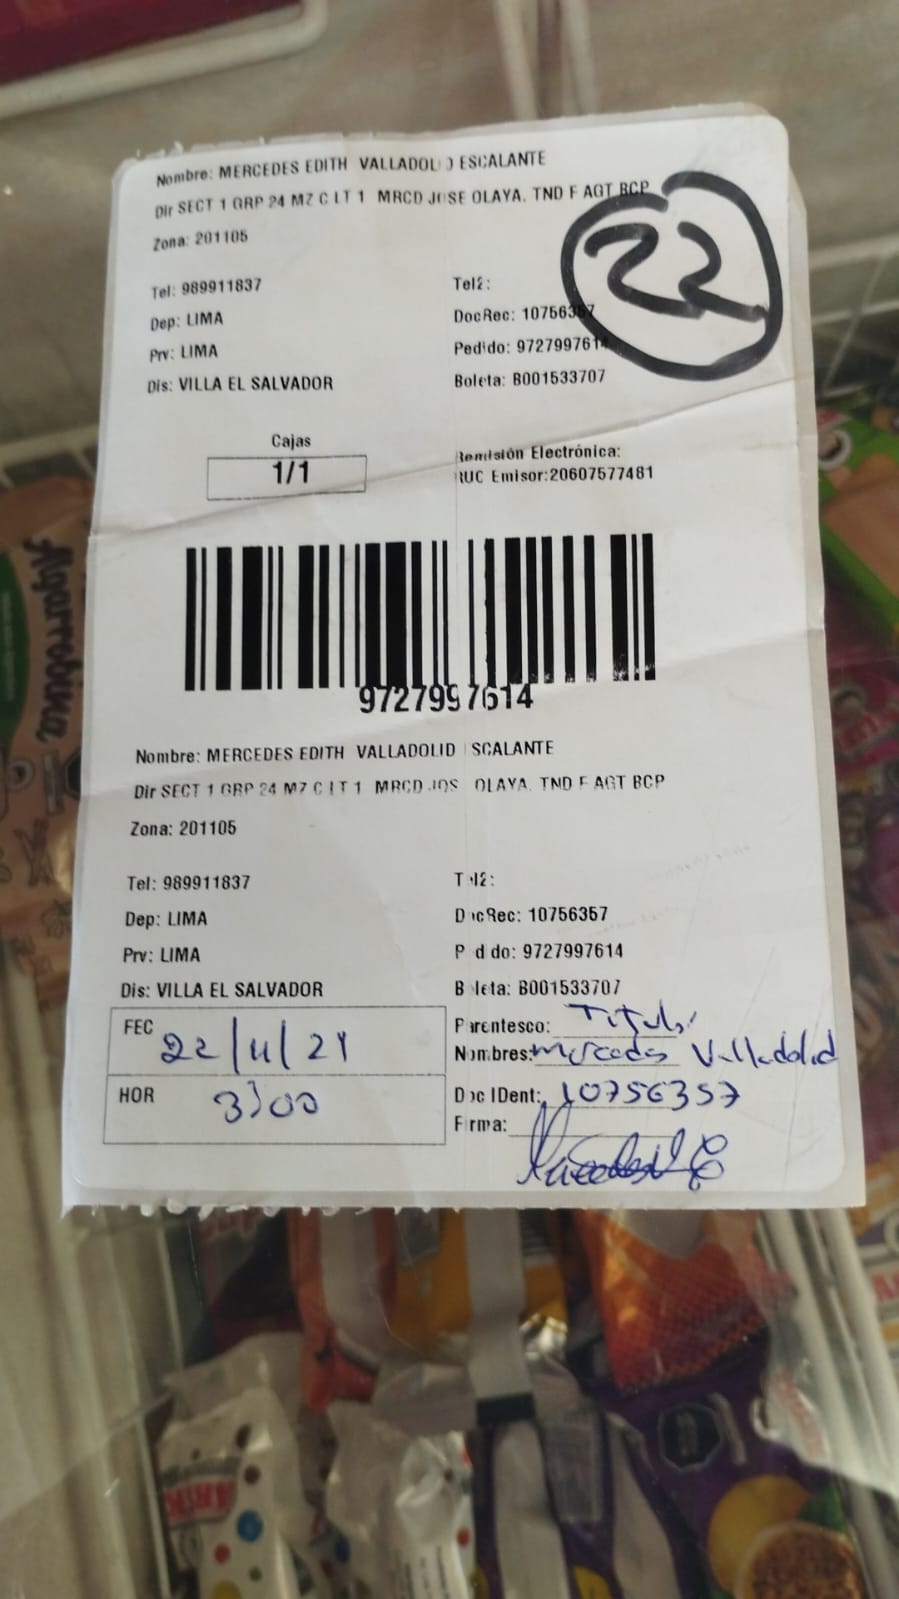 Nombre: MERCEDES EDITH VALLADOLID ESCALANTE
Dir SECT 1 GRP 24 MZ C LT 1 MRCD JOSE OLAYA. TND F AGT BCP
Zona: 201105
22
Tel: 989911837 Tel2:
Dep: LIMA DocRec: 10756357
Prv: LIMA Pedido: 9727997614
Dis: VILLA EL SALVADOR Boleta: B001533707
Cajas
1/1
Remisión Electrónica:
RUC Emisor:20607577481
9727997614
Nombre: MERCEDES EDITH VALLADOLID SCALANTE
Dir SECT 1 GRP 24 MZ C LT 1 MRCD JOS OLAYA. TND F AGT BCP
Zona: 201105
Tel: 989911837 Tel2:
Dep: LIMA DocRec: 10756357
Prv: LIMA Pedido: 9727997614
Dis: VILLA EL SALVADOR Boleta: B001533707
FEC 22/11/24
HOR 3:00
Parentesco: Titular
Nombres: Mercedes Valladolid
Doc IDent: 10756357
Firma:
Agarrobina